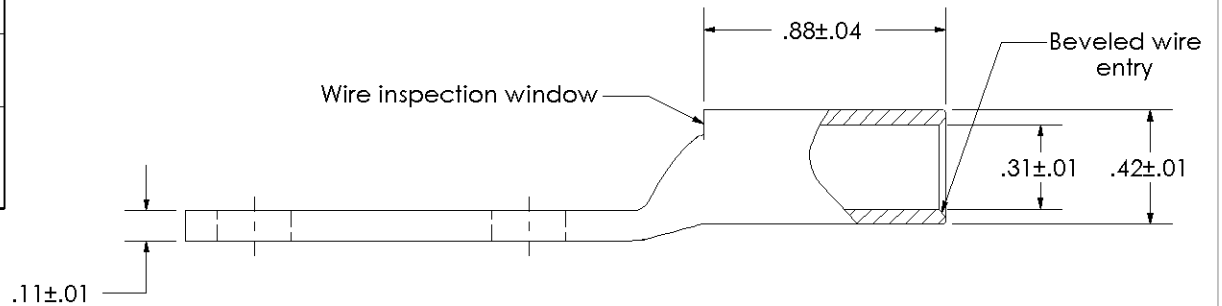 .88±.04
Beveled wire
entry
Wire inspection window
.31±.01
.42±.01
.11±.01